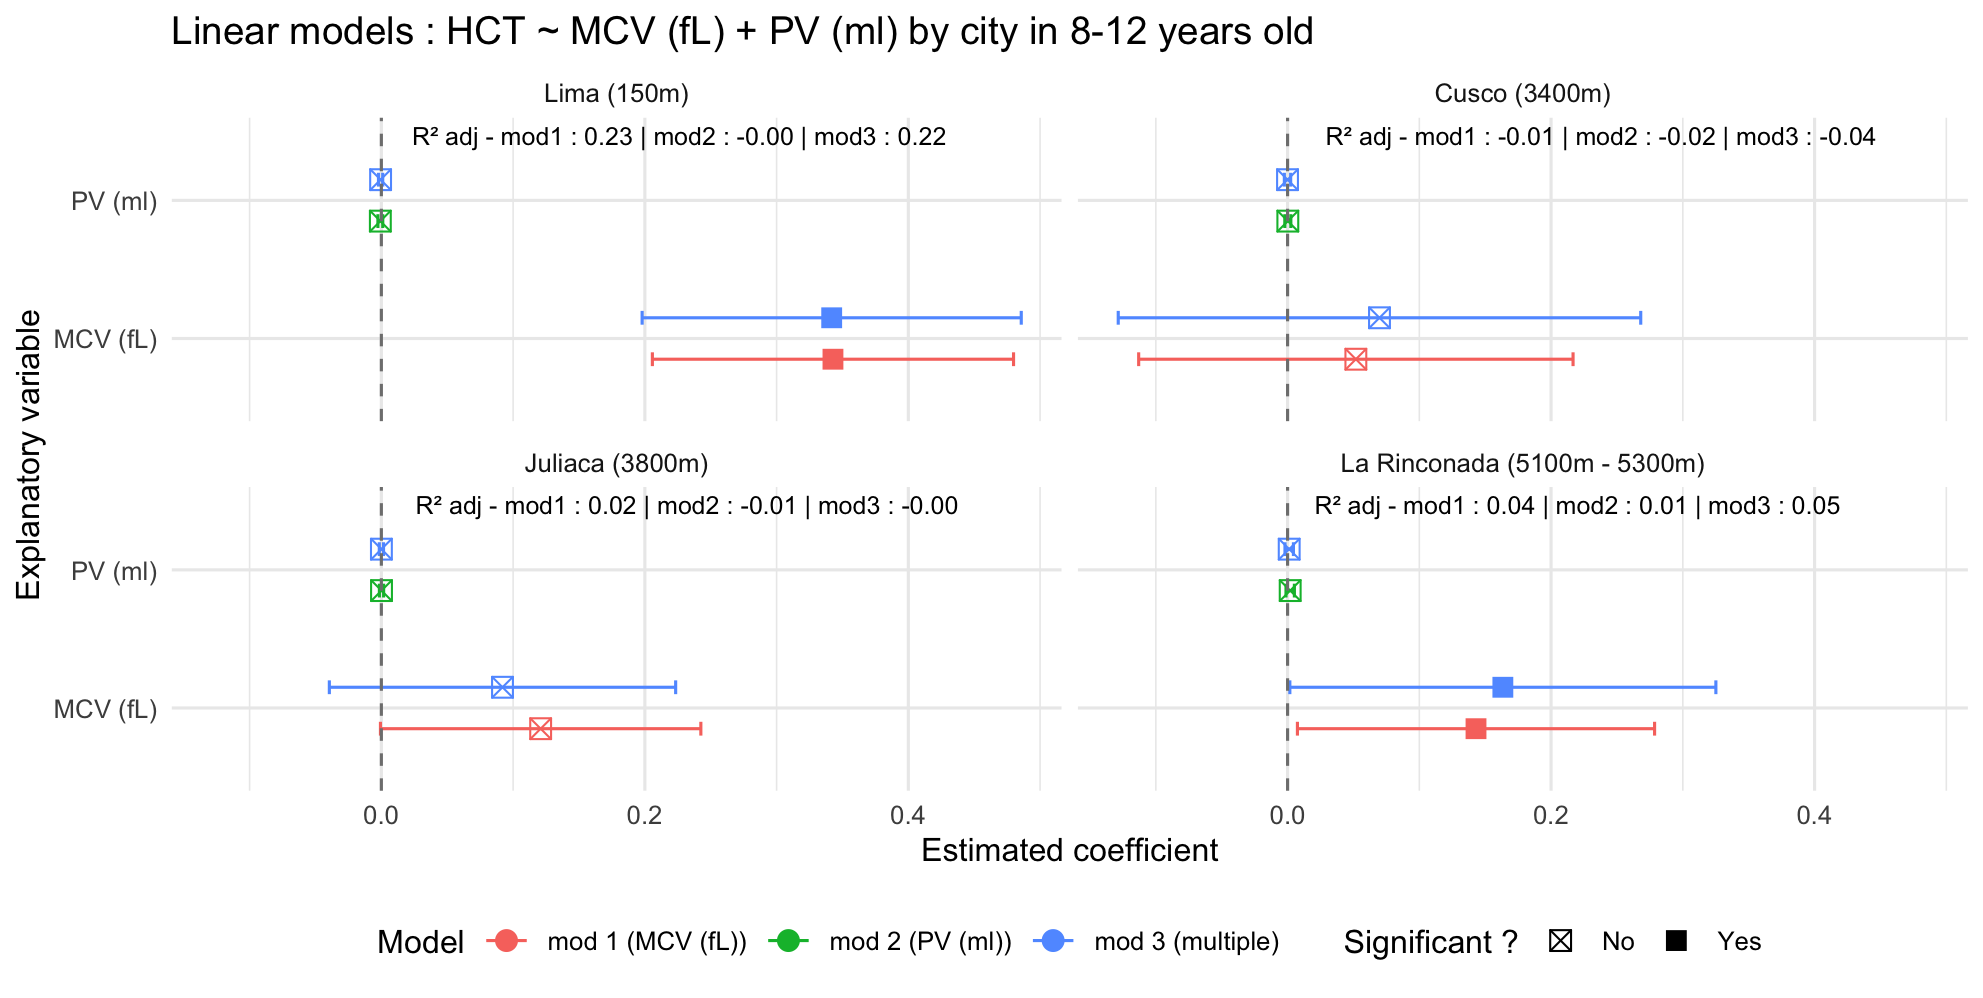 Linear models : HCT ~ MCV (fL) + PV (ml) by city in 8-12 years old
Lima (150m)
Cusco (3400m)
R² adj - mod1 : 0.23 | mod2 : -0.00 | mod3 : 0.22
R² adj - mod1 : -0.01 | mod2 : -0.02 | mod3 : -0.04
PV (ml)
MCV (fL)
Explanatory variable
Juliaca (3800m)
La Rinconada (5100m - 5300m)
R² adj - mod1 : 0.02 | mod2 : -0.01 | mod3 : -0.00
R² adj - mod1 : 0.04 | mod2 : 0.01 | mod3 : 0.05
PV (ml)
MCV (fL)
0.0 0.2 0.4 0.0 0.2 0.4
Estimated coefficient
Model mod 1 (MCV (fL)) mod 2 (PV (ml)) mod 3 (multiple) Significant ? No Yes